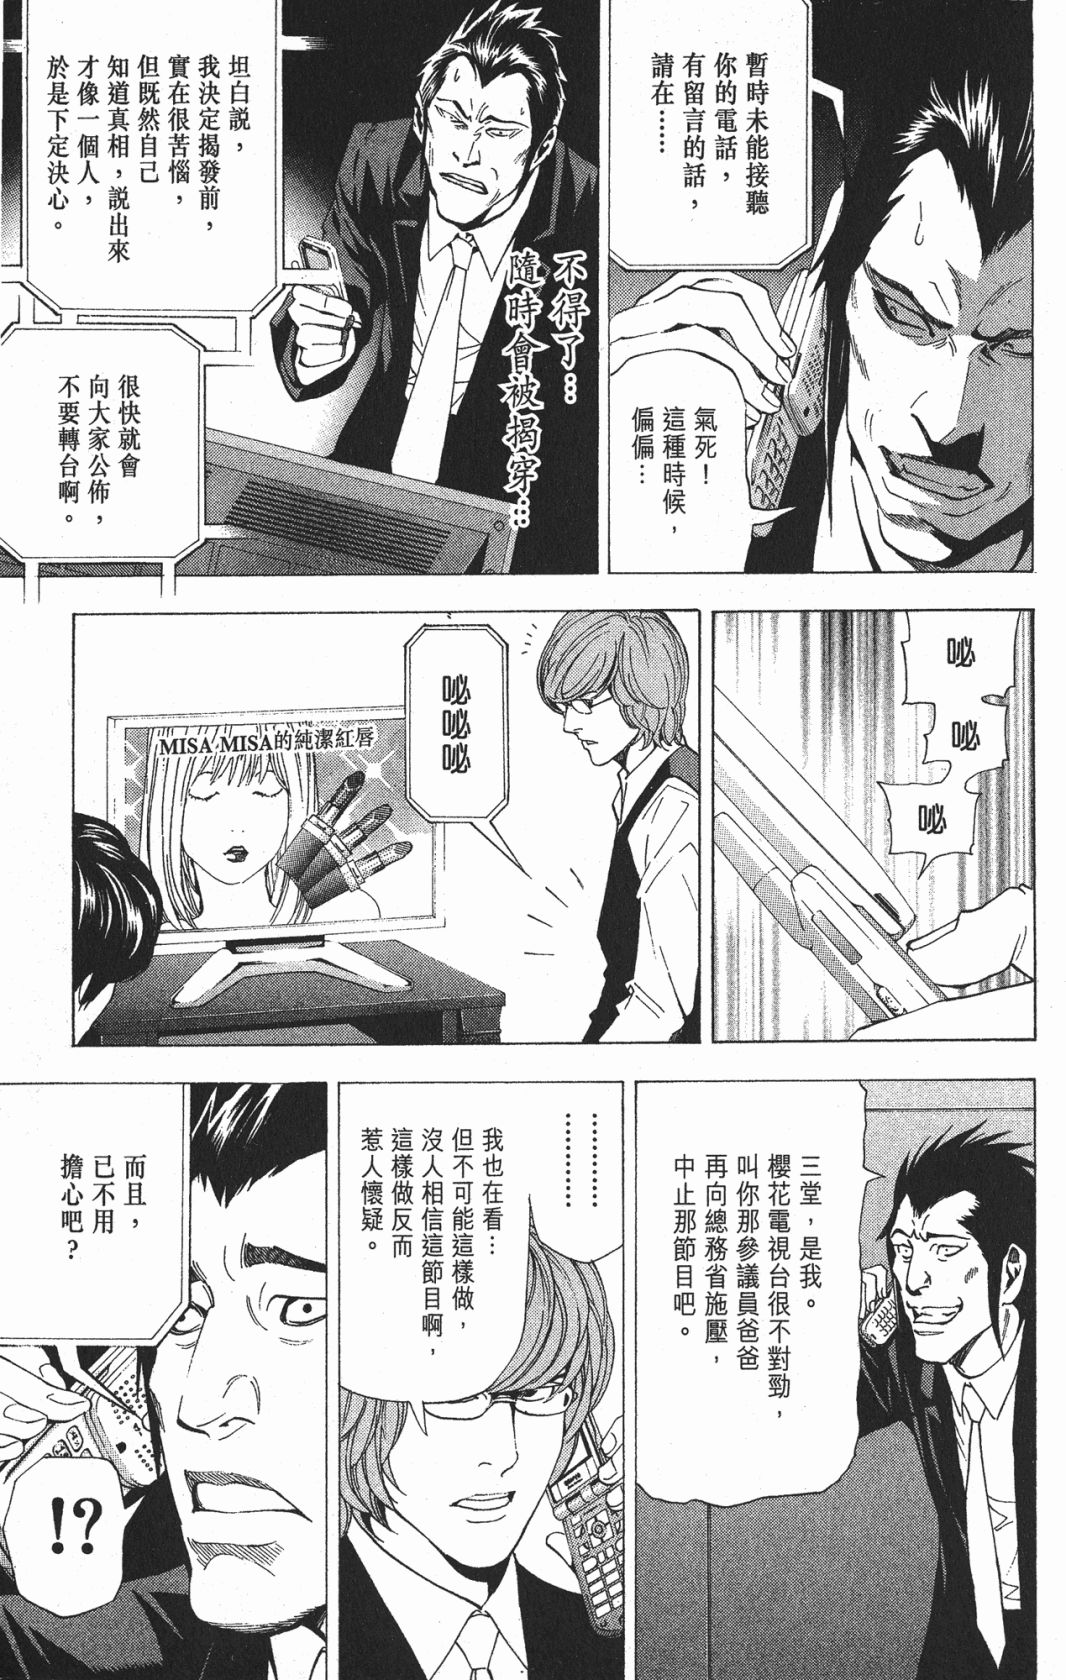 暫時未能接聽
你的電話，
有留言的話，
請在……
氣死！
這種時候，
偏偏…
不得了…
隨時會被揭穿…
坦白説，
我決定揭發前，
實在很苦惱，
但既然自己
知道真相，説出來
才像一個人，
於是下定決心。
很快就會
向大家公佈，
不要轉台啊。
咇
咇
咇
咇咇咇
MISA MISA的純潔紅唇
三堂，是我。
櫻花電視台很不對勁，
叫你那參議員爸爸
再向總務省施壓，
中止那節目吧。
…………
我也在看…
但不可能這樣做，
沒人相信這節目啊，
這樣做反而
惹人懷疑。
而且，
已不用
擔心吧？
!?